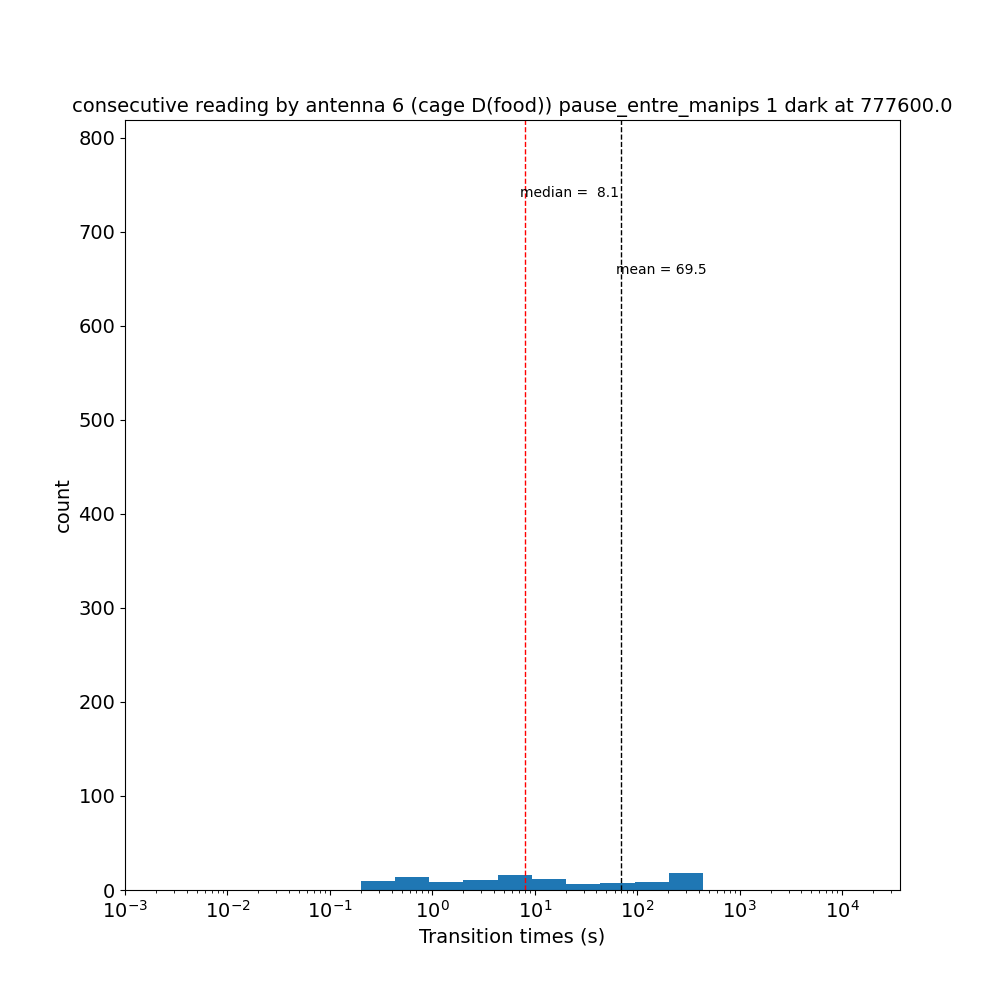 consecutive reading by antenna 6 (cage D(food)) pause_entre_manips 1 dark at 777600.0
800
median =  8.1
700
mean = 69.5
600
500
count
400
300
200
100
0
10⁻³ 10⁻² 10⁻¹ 10⁰ 10¹ 10² 10³ 10⁴
Transition times (s)